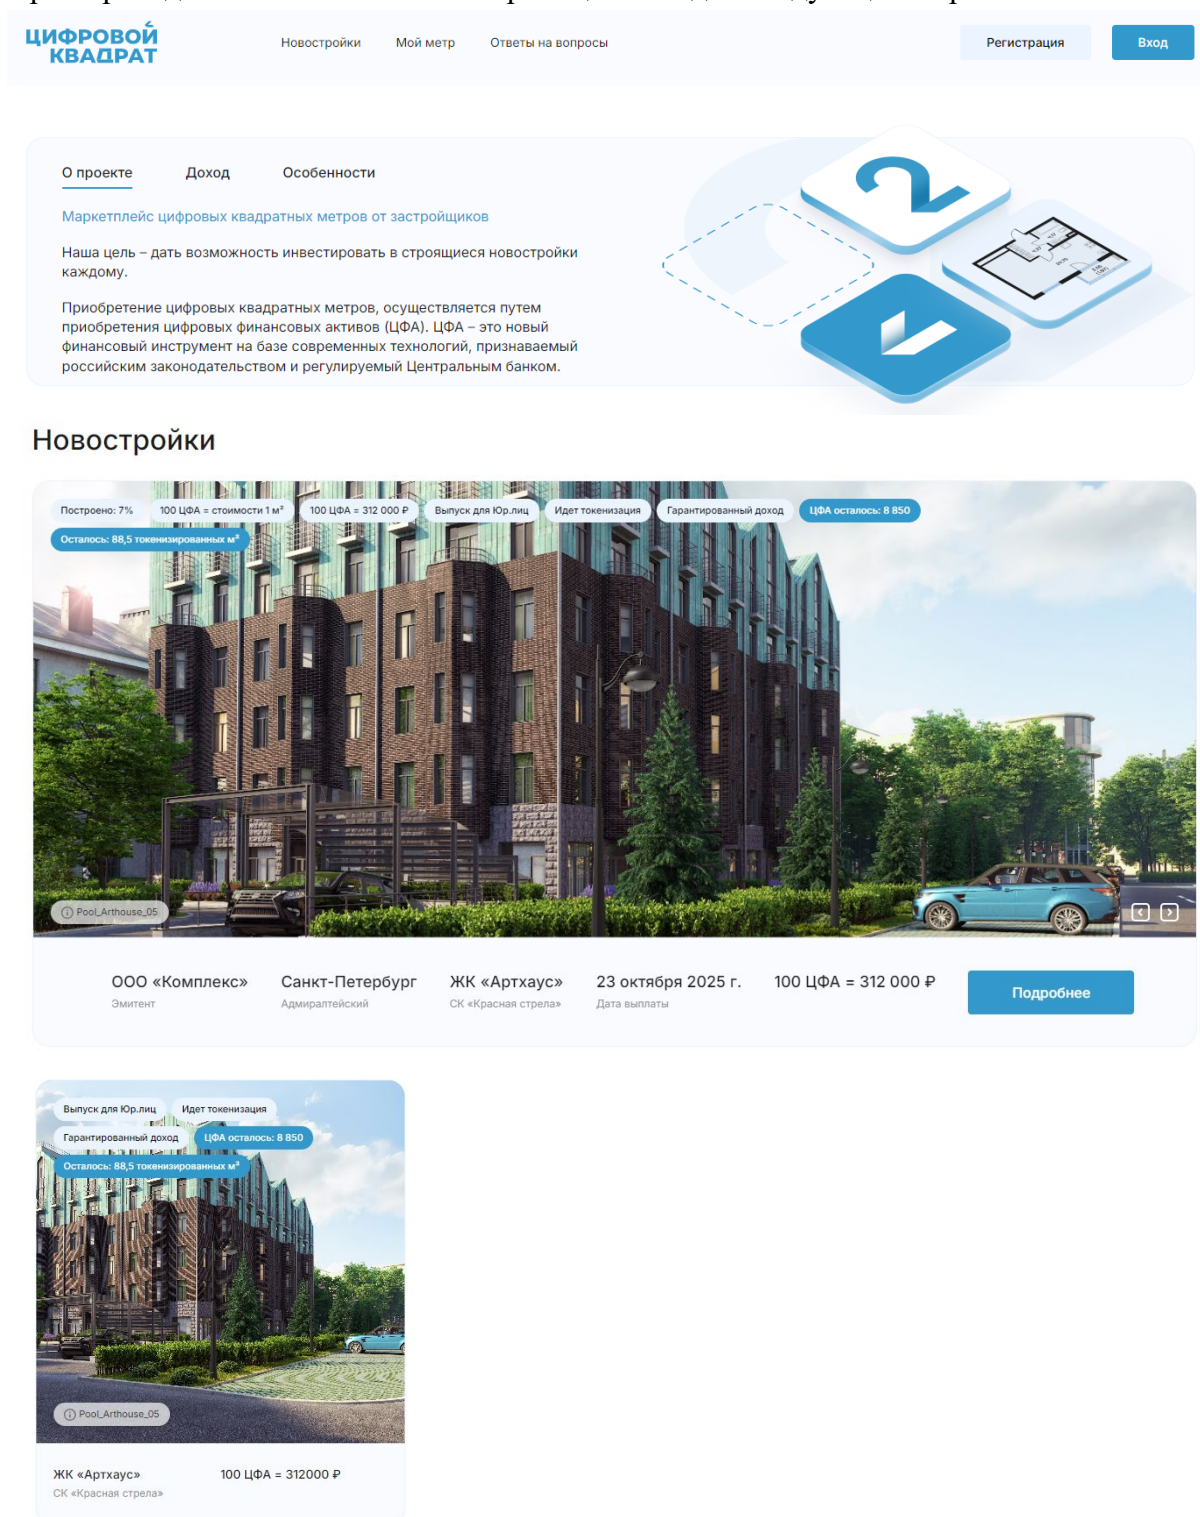 ЦИФРОВОЙ
КВАДРАТ
Новостройки Мой метр Ответы на вопросы
Регистрация Вход
О проекте Доход Особенности
Маркетплейс цифровых квадратных метров от застройщиков
Наша цель – дать возможность инвестировать в строящиеся новостройки
каждому.
Приобретение цифровых квадратных метров, осуществляется путем
приобретения цифровых финансовых активов (ЦФА). ЦФА – это новый
финансовый инструмент на базе современных технологий, признаваемый
российским законодательством и регулируемый Центральным банком.
Новостройки
Построено: 7% 100 ЦФА = стоимости 1 м² 100 ЦФА = 312 000 ₽ Выпуск для Юр.лиц Идет токенизация Гарантированный доход ЦФА осталось: 8 850
Осталось: 88,5 токенизированных м²
Pool_Arthouse_05
ООО «Комплекс» Санкт-Петербург ЖК «Артхаус» 23 октября 2025 г. 100 ЦФА = 312 000 ₽ Подробнее
Эмитент Адмиралтейский СК «Красная стрела» Дата выплаты
Выпуск для Юр.лиц Идет токенизация
Гарантированный доход ЦФА осталось: 8 850
Осталось: 88,5 токенизированных м²
Pool_Arthouse_05
ЖК «Артхаус» 100 ЦФА = 312000 ₽
СК «Красная стрела»